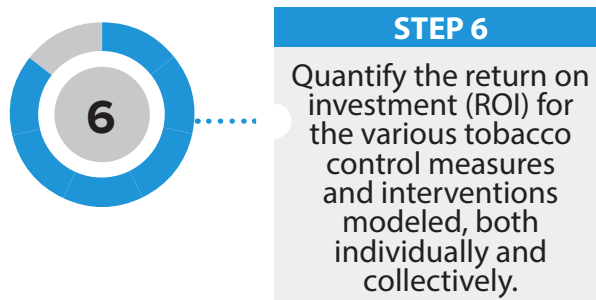 6
STEP 6
Quantify the return on
investment (ROI) for
the various tobacco
control measures
and interventions
modeled, both
individually and
collectively.